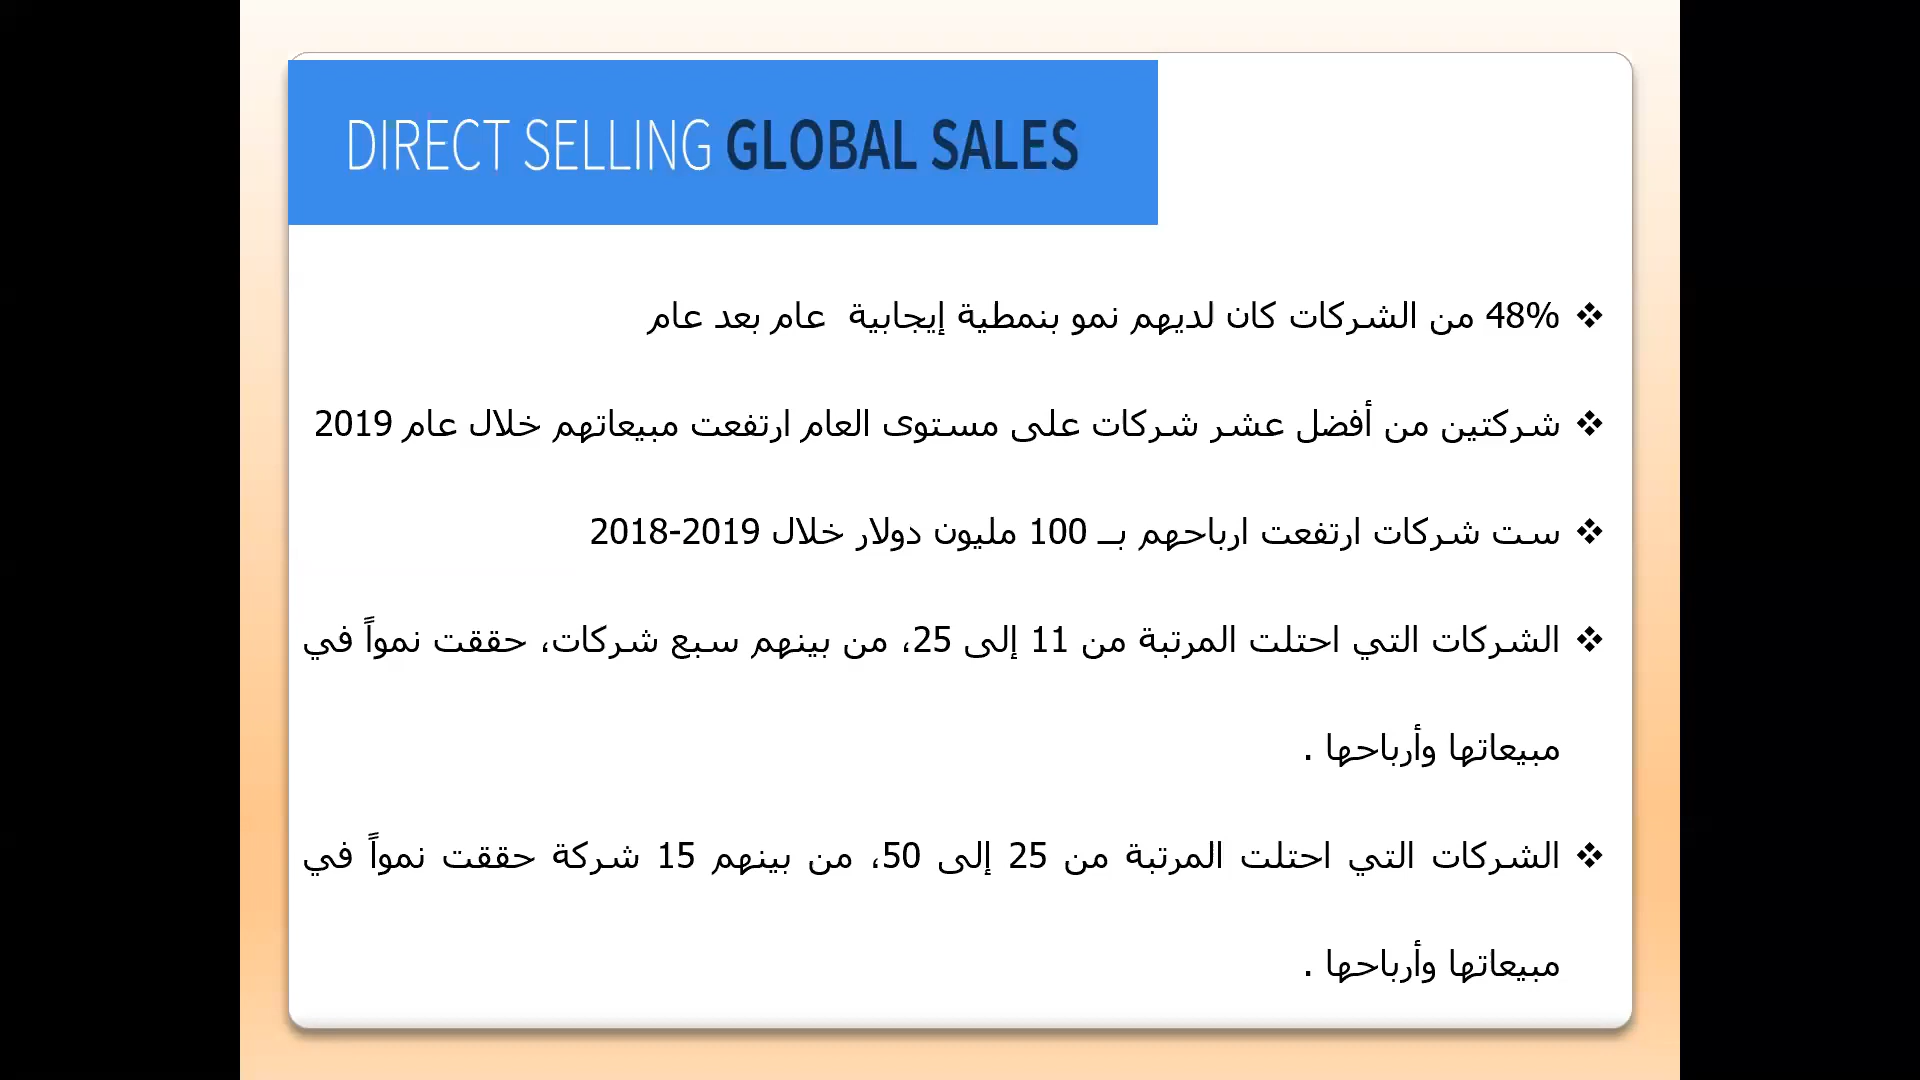 DIRECT SELLING GLOBAL SALES
❖ 48% من الشركات كان لديهم نمو بنمطية إيجابية عام بعد عام
❖ شركتين من أفضل عشر شركات على مستوى العام ارتفعت مبيعاتهم خلال عام 2019
❖ ست شركات ارتفعت ارباحهم بـــ 100 مليون دولار خلال 2019-2018
❖ الشركات التي احتلت المرتبة من 11 إلى 25، من بينهم سبع شركات، حققت نمواً في
مبيعاتها وأرباحها .
❖ الشركات التي احتلت المرتبة من 25 إلى 50، من بينهم 15 شركة حققت نمواً في
مبيعاتها وأرباحها .